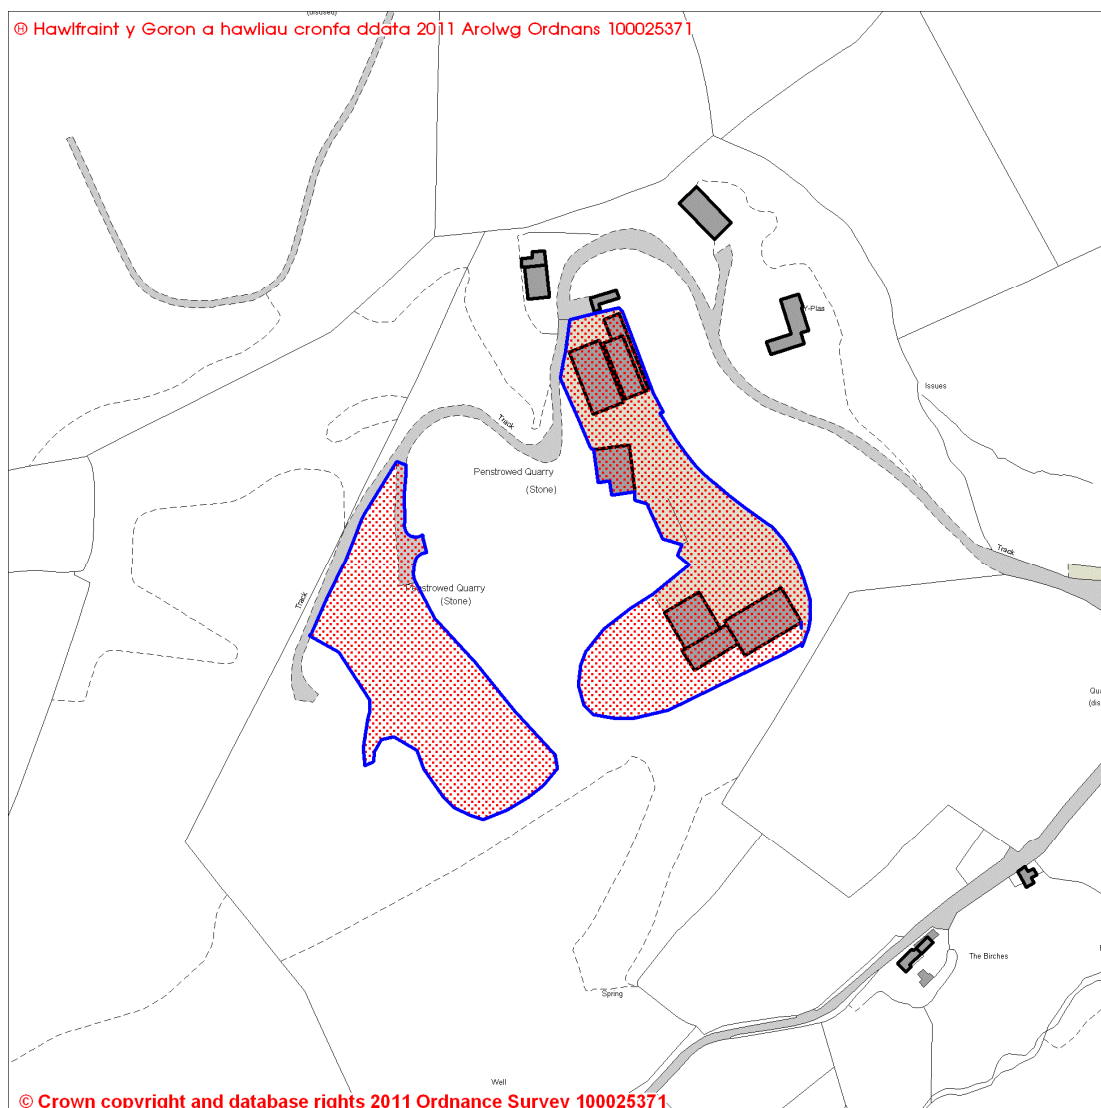 (disused)
® Hawlfraint y Goron a hawliau cronfa ddata 2011 Arolwg Ordnans 100025371
Y-Plas
Issues
Track
Penstrowed Quarry
(Stone)
Track
Penstrowed Quarry
(Stone)
Track
The Birches
Spring
Well
© Crown copyright and database rights 2011 Ordnance Survey 100025371